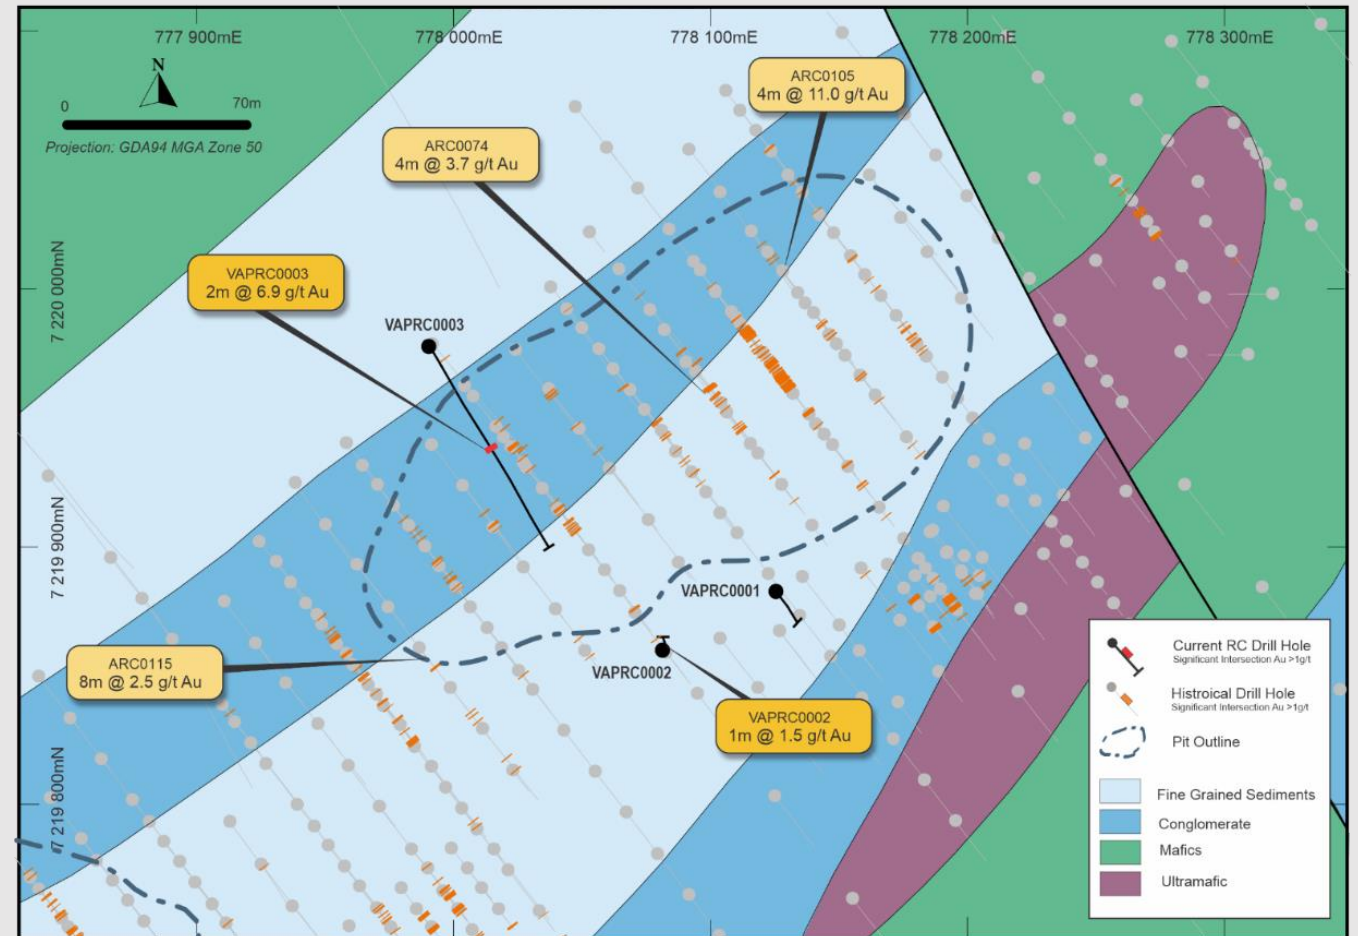 777 900mE
778 000mE
778 100mE
778 200mE
778 300mE
N
0 70m
Projection: GDA94 MGA Zone 50
ARC0105
4m @ 11.0 g/t Au
ARC0074
4m @ 3.7 g/t Au
VAPRC0003
2m @ 6.9 g/t Au
VAPRC0003
7 220 000mN
7 219 900mN
VAPRC0001
VAPRC0002
ARC0115
8m @ 2.5 g/t Au
VAPRC0002
1m @ 1.5 g/t Au
7 219 800mN
Current RC Drill Hole
Significant Intersection Au >1g/t
Histroical Drill Hole
Significant Intersection Au >1g/t
Pit Outline
Fine Grained Sediments
Conglomerate
Mafics
Ultramafic